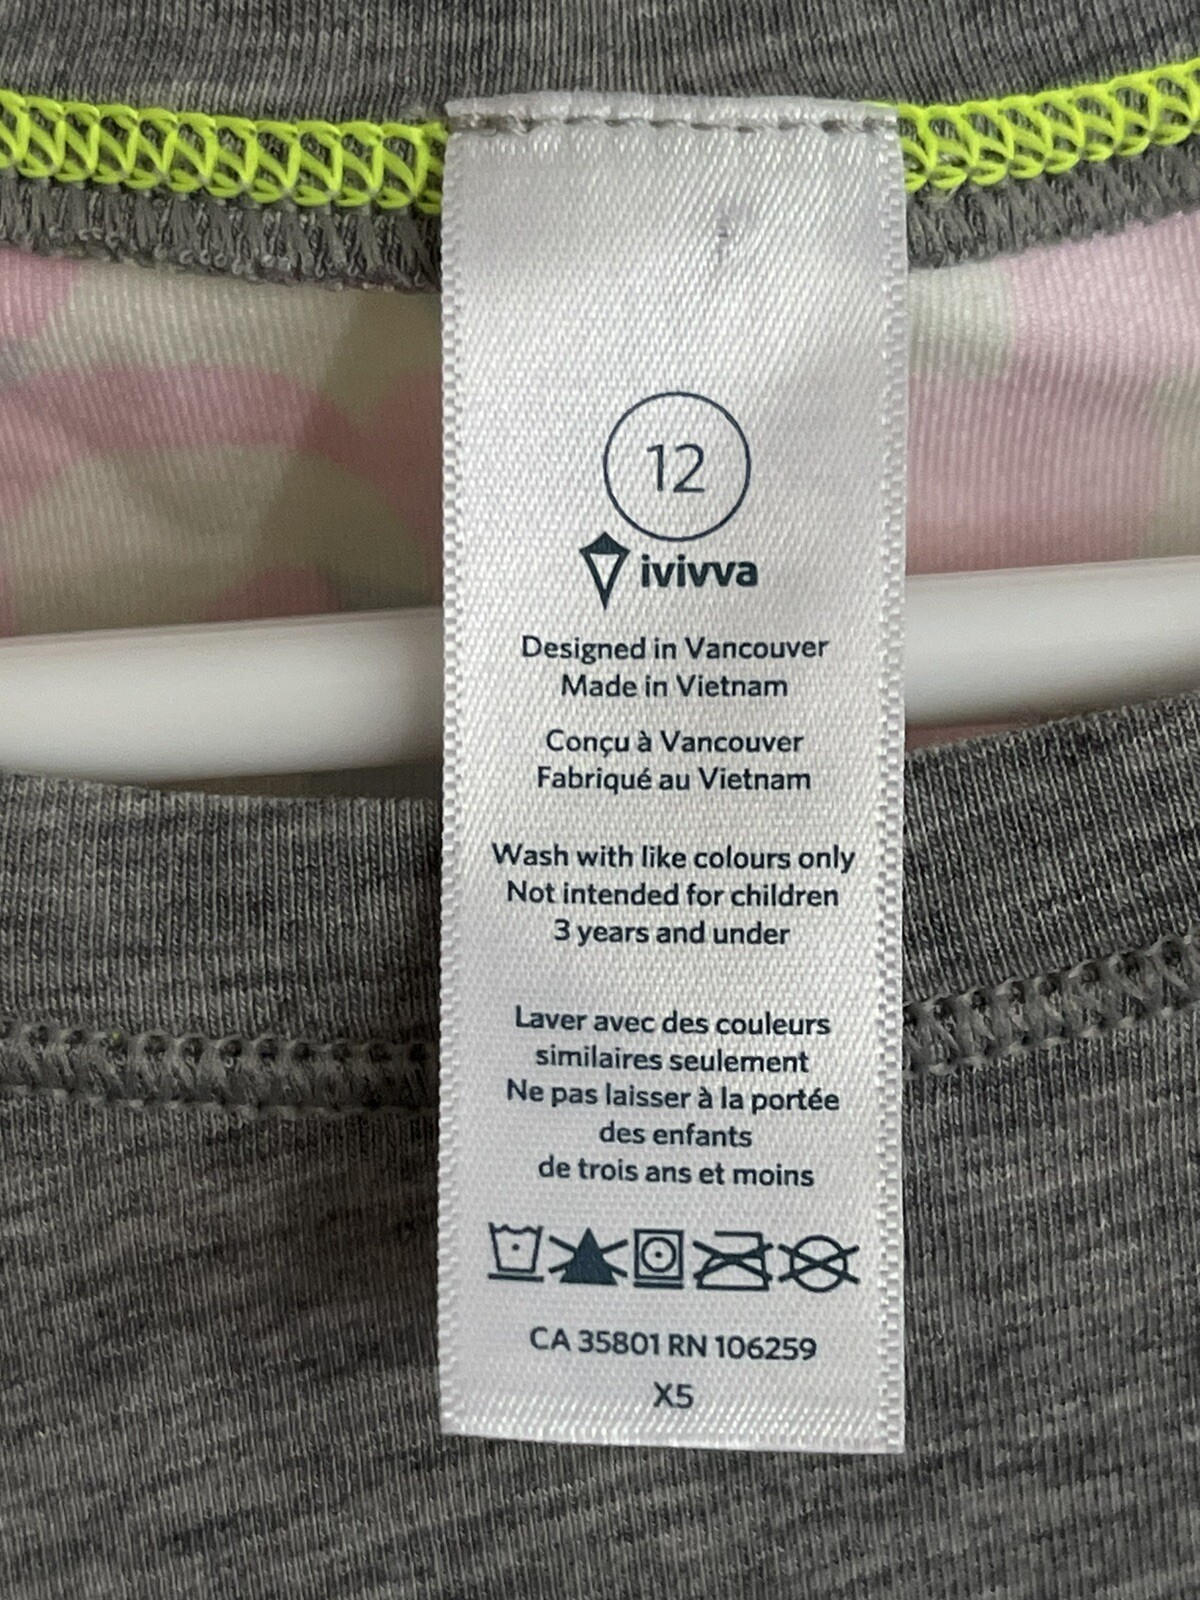 12
ivivva
Designed in Vancouver
Made in Vietnam
Conçu à Vancouver
Fabriqué au Vietnam
Wash with like colours only
Not intended for children
3 years and under
Laver avec des couleurs
similaires seulement
Ne pas laisser à la portée
des enfants
de trois ans et moins
CA 35801 RN 106259
X5